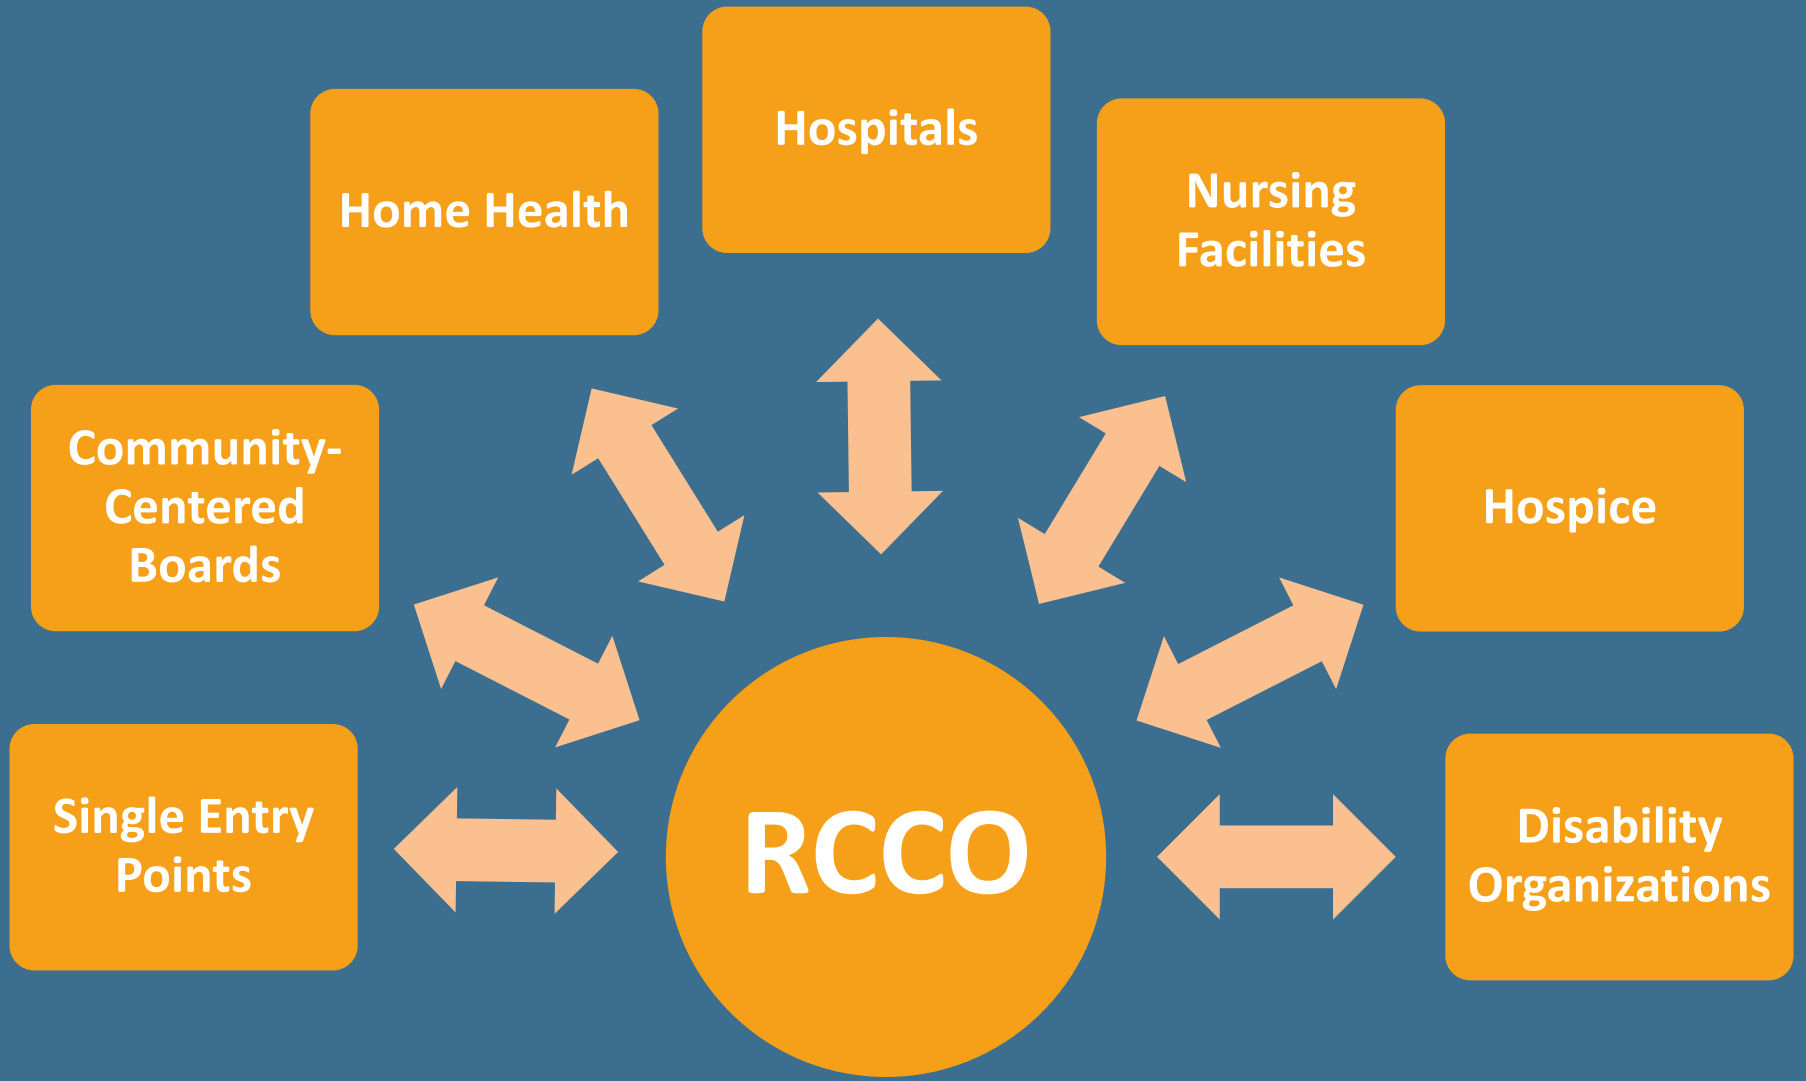 Hospitals
Home Health
Nursing
Facilities
Community-
Centered
Boards
Hospice
Single Entry
Points
RCCO
Disability
Organizations